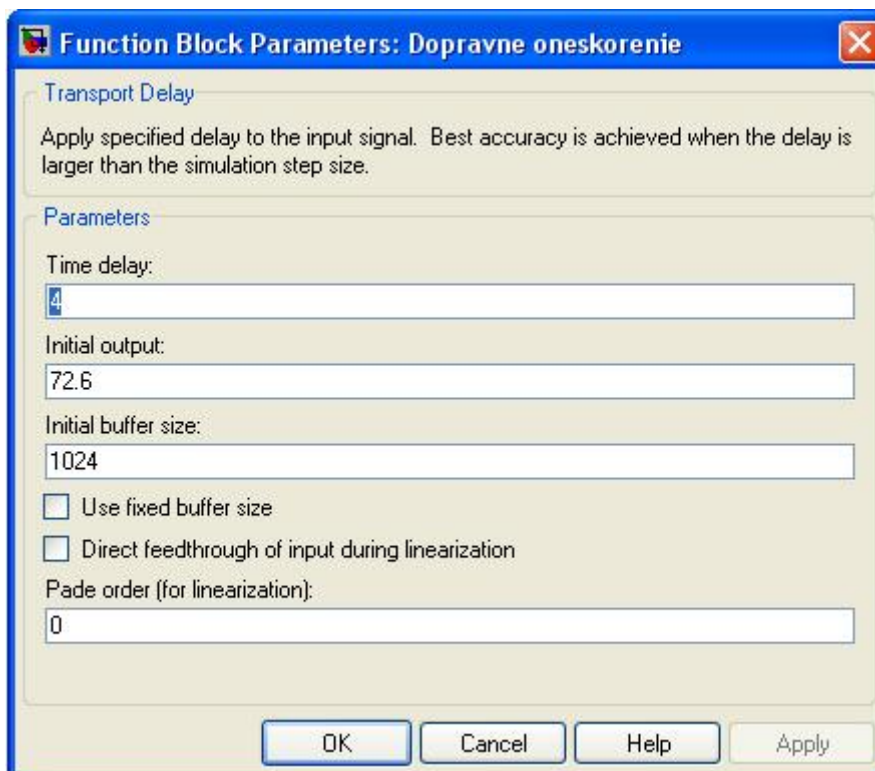 Function Block Parameters: Dopravne oneskorenie
Transport Delay
Apply specified delay to the input signal. Best accuracy is achieved when the delay is
larger than the simulation step size.
Parameters
Time delay:
4
Initial output:
72.6
Initial buffer size:
1024
Use fixed buffer size
Direct feedthrough of input during linearization
Pade order (for linearization):
0
OK
Cancel
Help
Apply